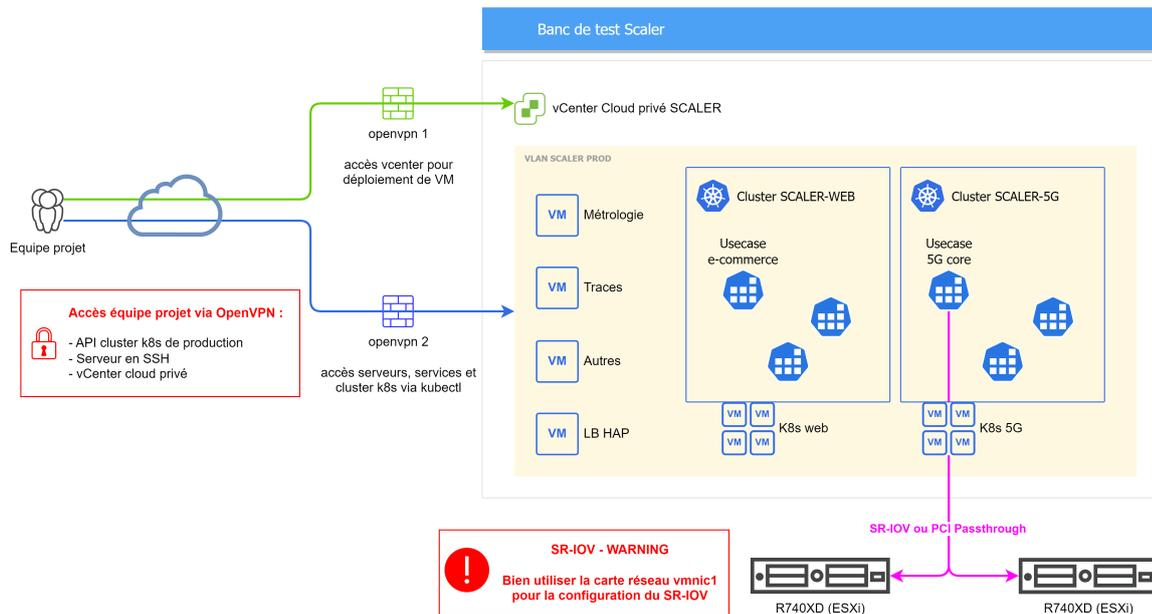 Banc de test Scaler
vCenter Cloud privé SCALER
openvpn 1
accès vcenter pour
déploiement de VM
Equipe projet
Accès équipe projet via OpenVPN :
- API cluster k8s de production
- Serveur en SSH
- vCenter cloud privé
openvpn 2
accès serveurs, services et
cluster k8s via kubectl
VLAN SCALER PROD
VM Métrologie
VM Traces
VM Autres
VM LB HAP
Cluster SCALER-WEB
Usecase
e-commerce
VM VM
VM VM
K8s web
Cluster SCALER-5G
Usecase
5G core
VM VM
VM VM
K8s 5G
SR-IOV ou PCI Passthrough
SR-IOV - WARNING
Bien utiliser la carte réseau vmnic1
pour la configuration du SR-IOV
R740XD (ESXi)
R740XD (ESXi)